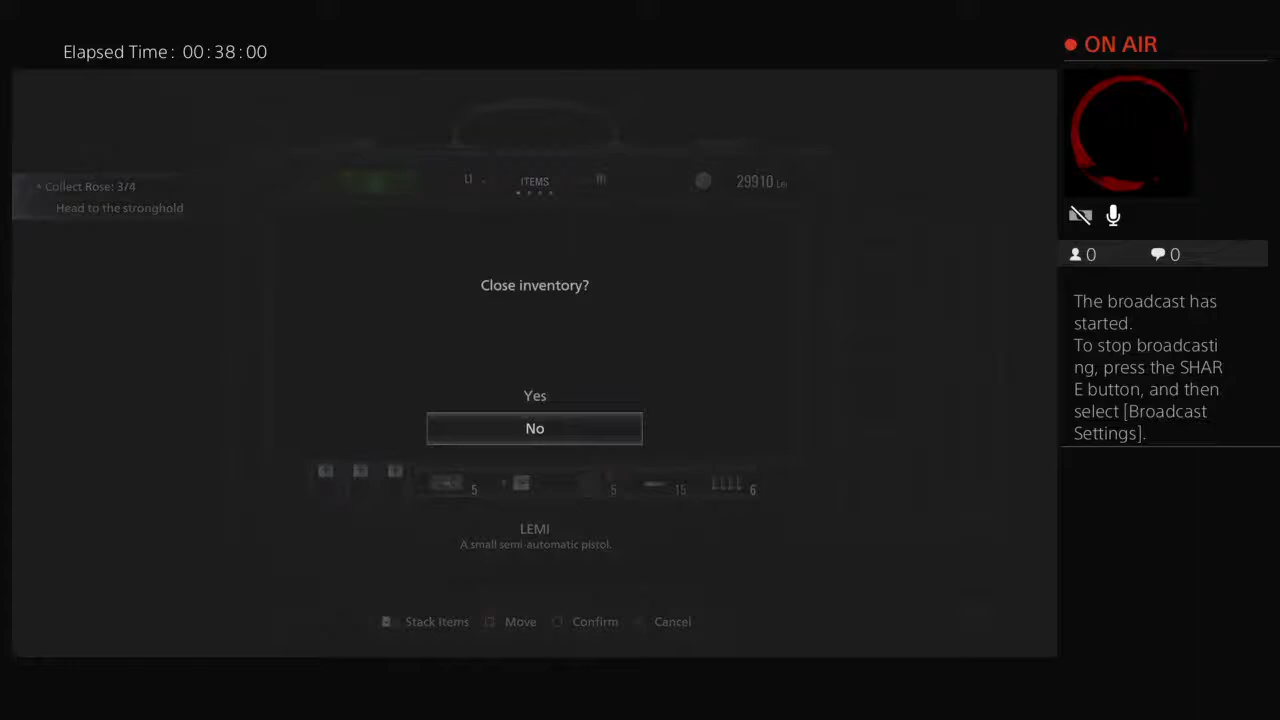 Elapsed Time: 00:38:00
ON AIR
* Collect Rose: 3/4
Head to the stronghold
L1
ITEMS
29910 Lei
Close inventory?
Yes
No
0
0
The broadcast has
started.
To stop broadcasti
ng, press the SHAR
E button, and then
select [Broadcast
Settings].
5
5
15
6
LEMI
A small semi-automatic pistol.
Stack Items
Move
Confirm
Cancel